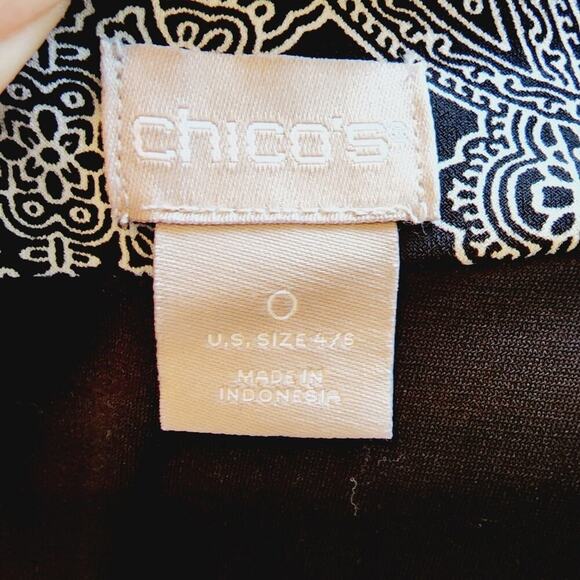 chico's®
0
U.S. SIZE 4/6
MADE IN
INDONESIA